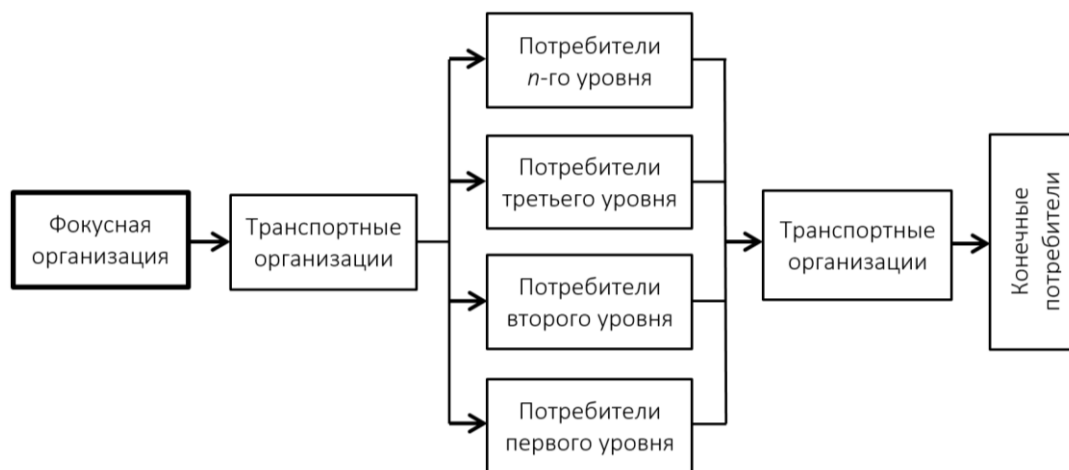 Фокусная
организация
Транспортные
организации
Потребители
n-го уровня
Потребители
третьего уровня
Потребители
второго уровня
Потребители
первого уровня
Транспортные
организации
Конечные
потребители